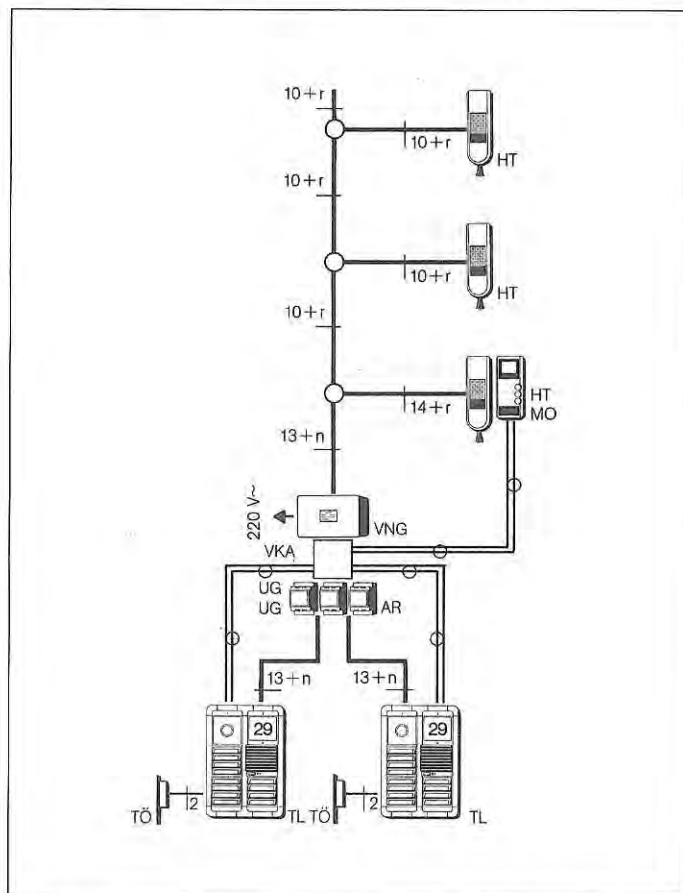 10+r
10+r
HT
10+r
10+r
HT
10+r
14+r
HT
MO
13+n
220 V~
VNG
VKA
UG
UG
AR
13+n
13+n
29
29
TÖ
2
TL
TÖ
2
TL